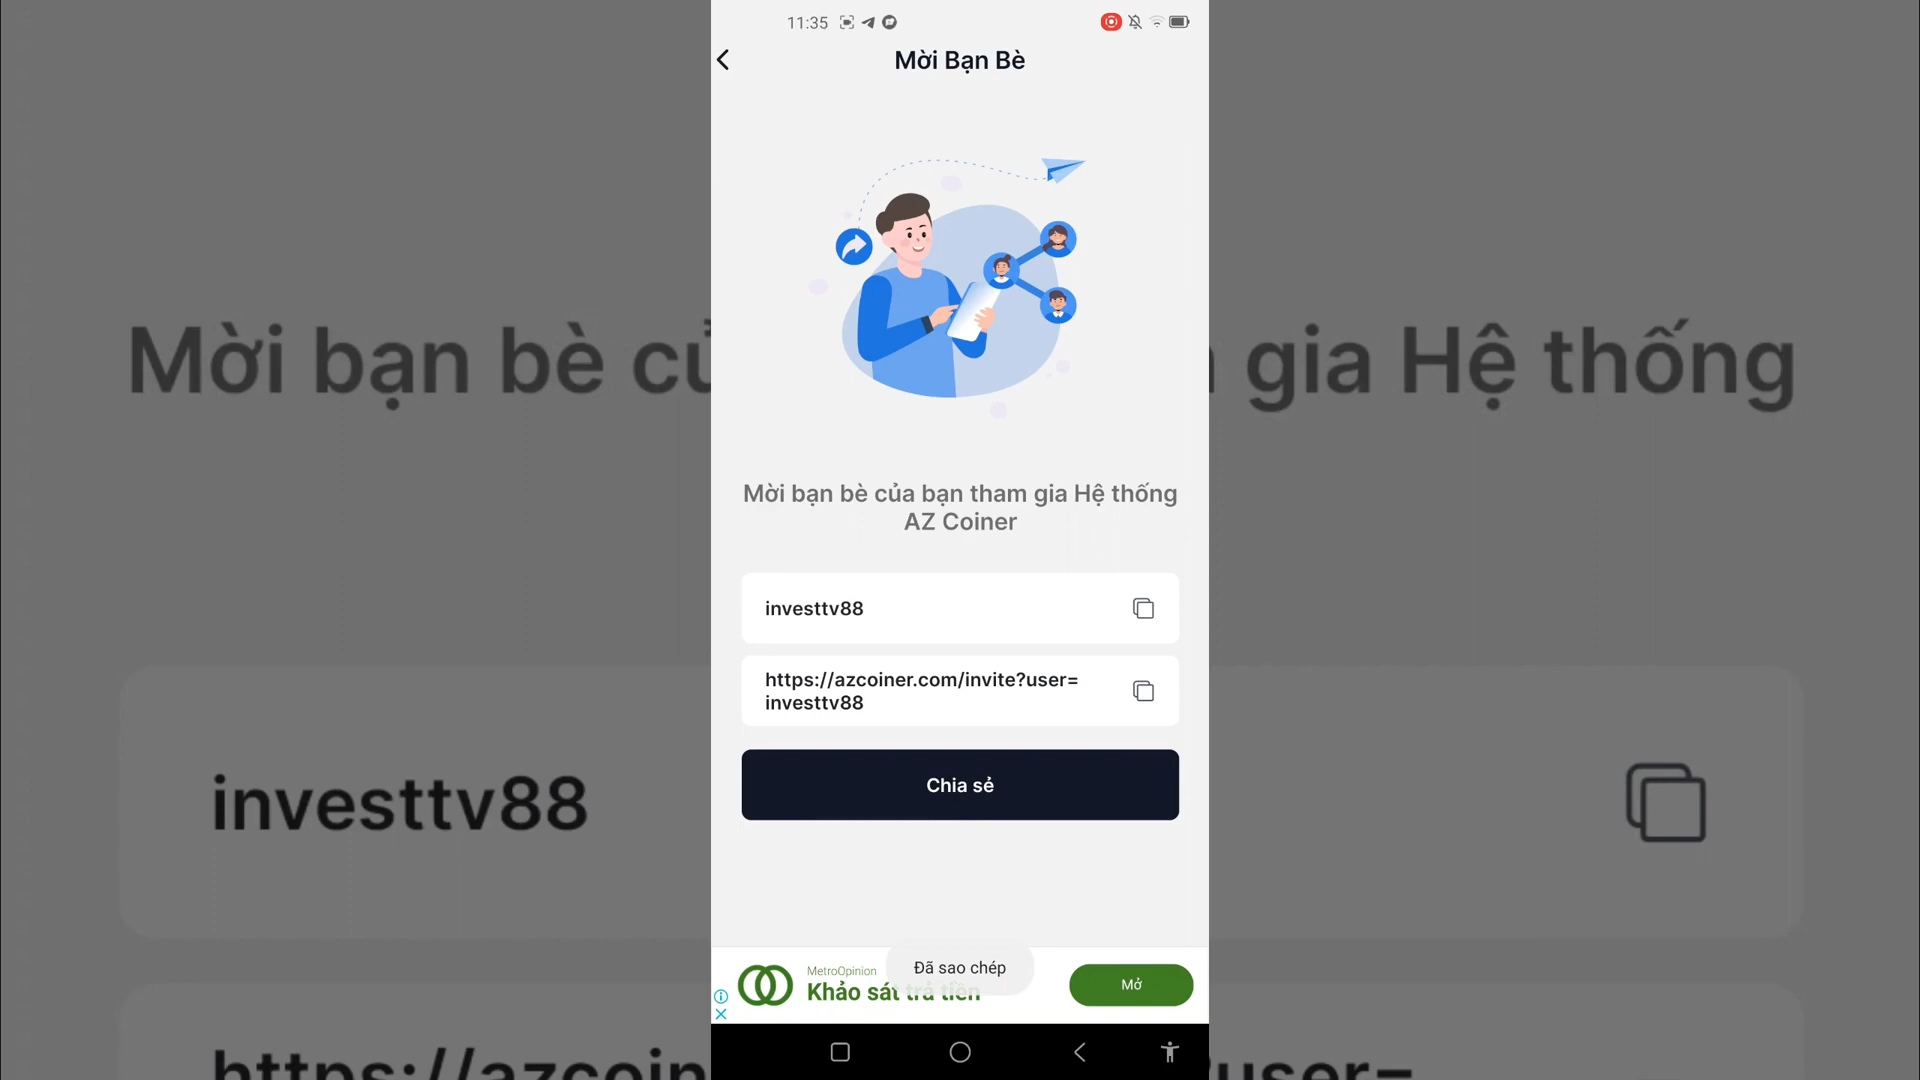 11:35
Mời Bạn Bè
Mời bạn bè của bạn tham gia Hệ thống
AZ Coiner
investtv88
https://azcoiner.com/invite?user=
investtv88
Chia sẻ
Đã sao chép
MetroOpinion
Khảo sát trả tiền
Mở
Mời bạn bè
gia Hệ thống
investtv88